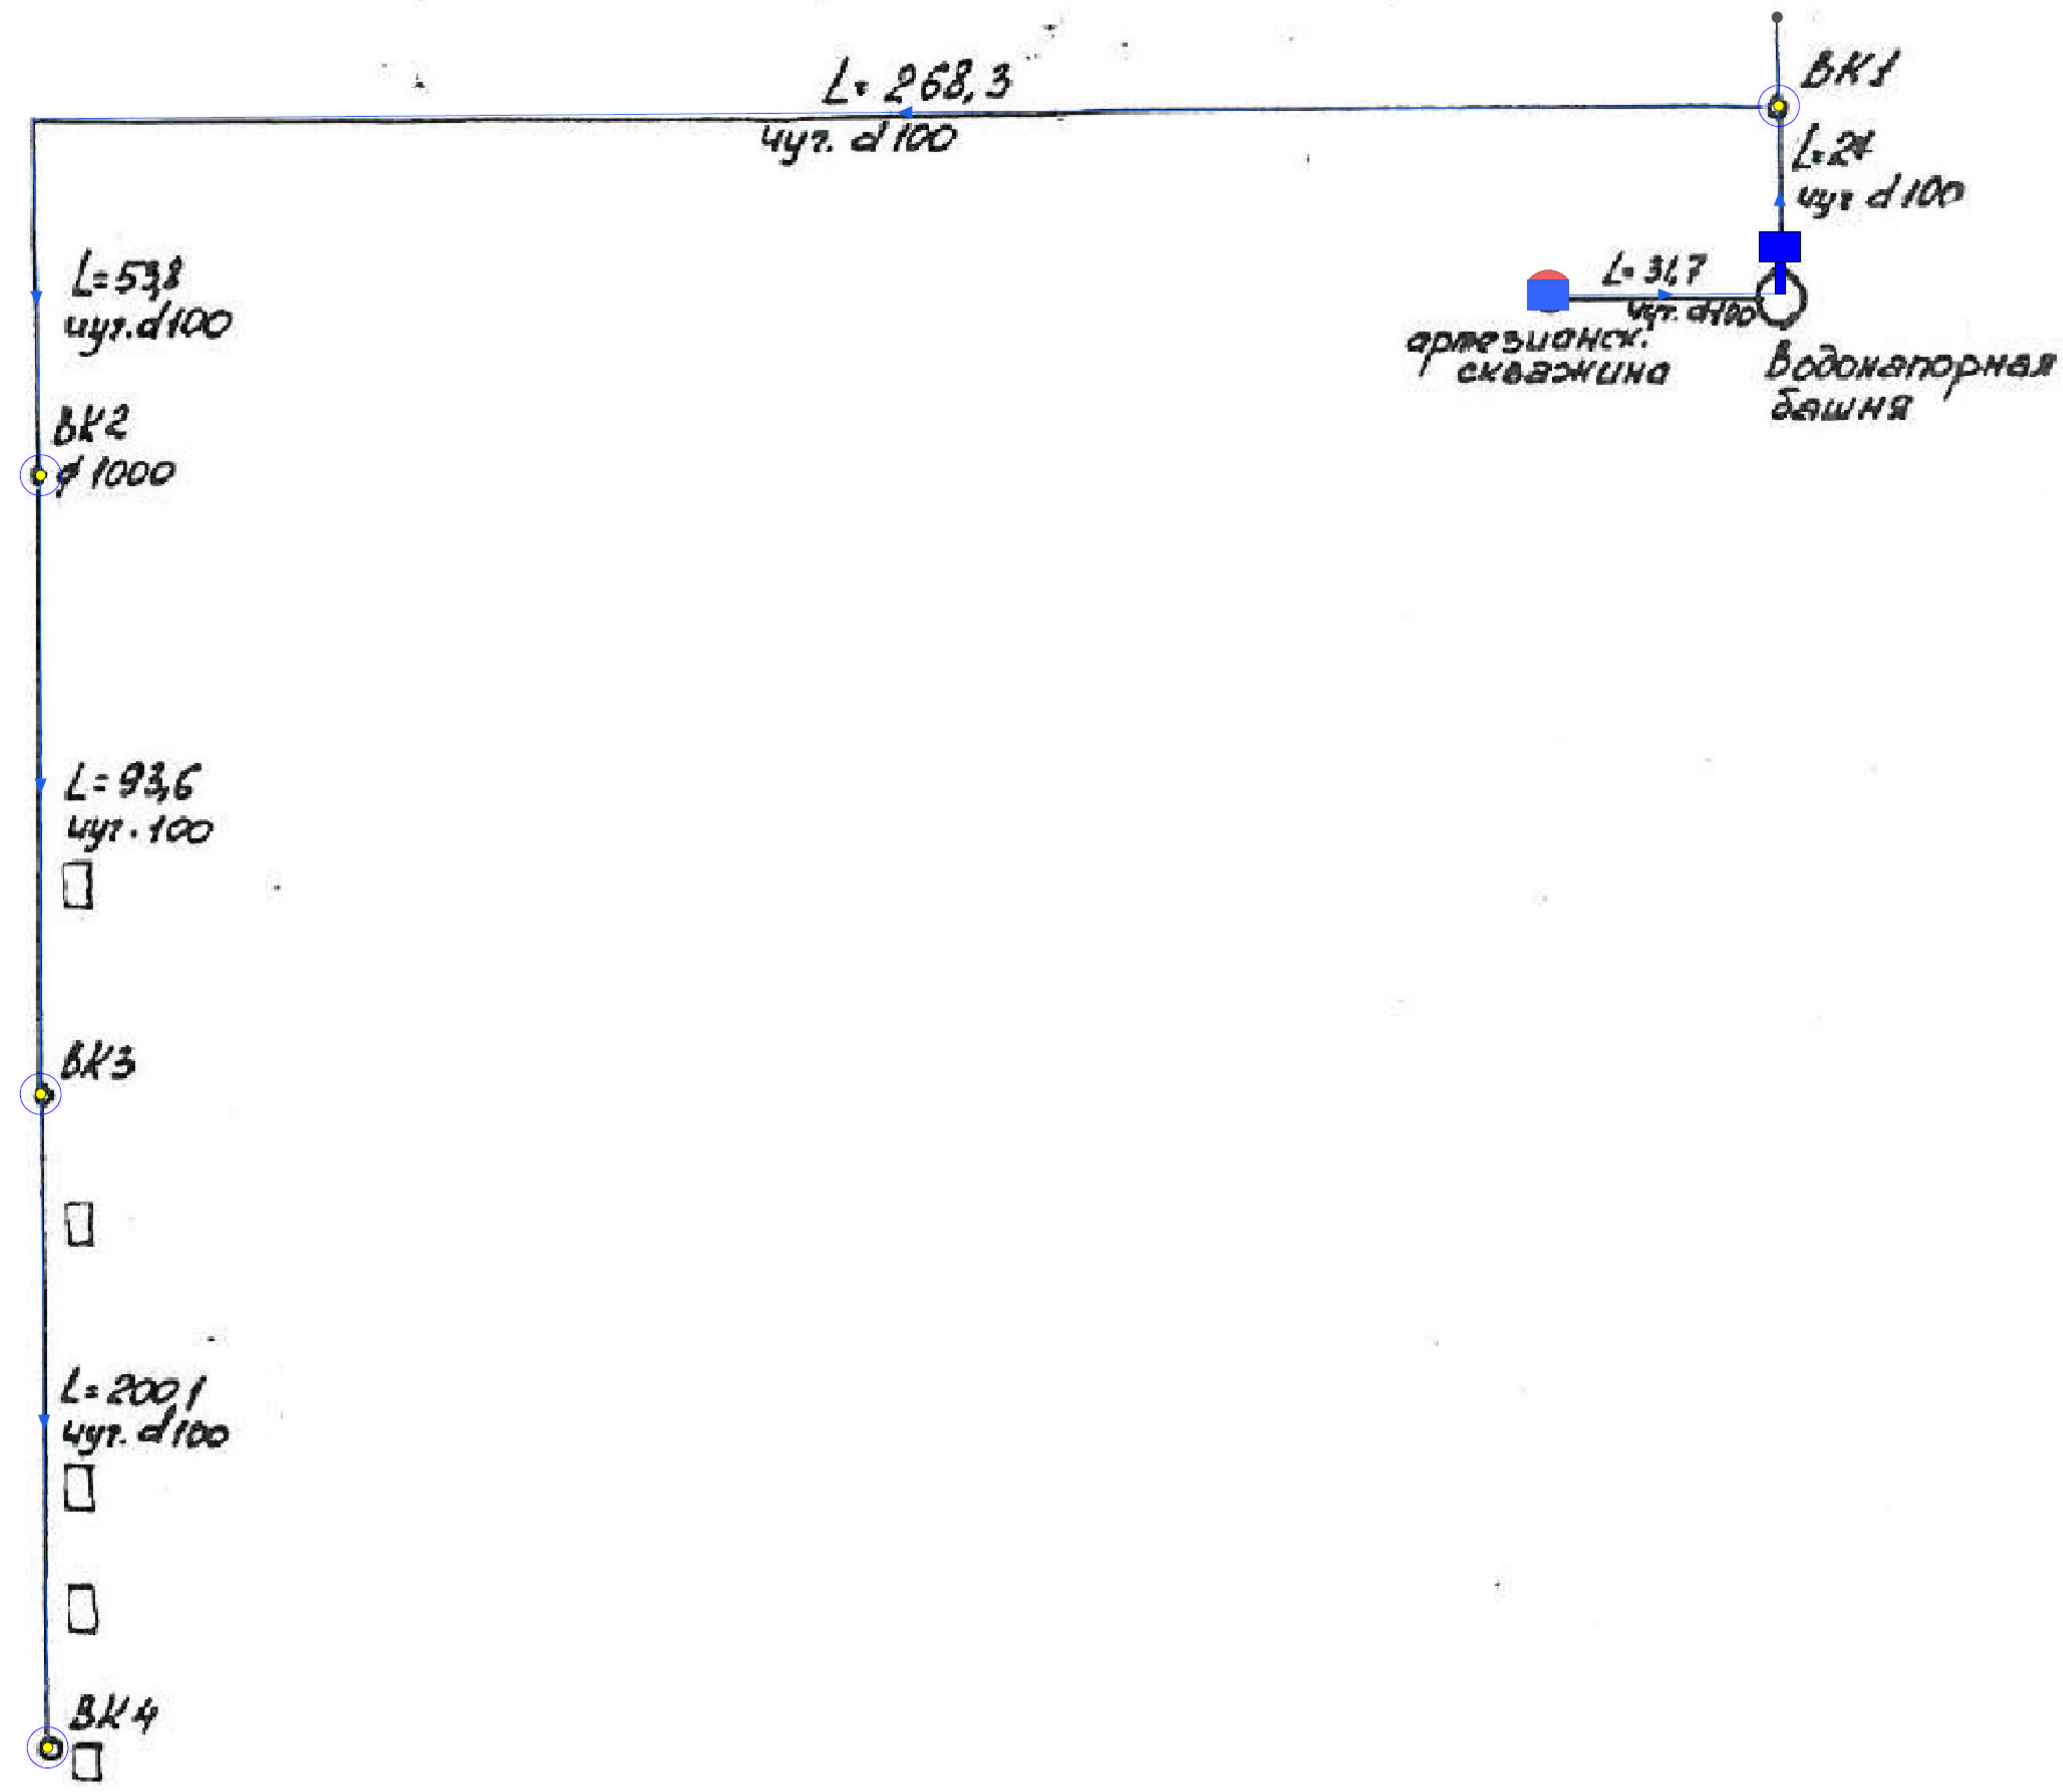 L= 268,3
чуг. d100
ВК1
L=27
чуг d100
L= 31,7
чуг. d100
артезианск.
скважина
Водонапорная
башня
L=53,8
чуг. d100
ВК2
ф1000
L=93,6
чуг. 100
ВК3
L=200,1
чуг. d100
ВК4